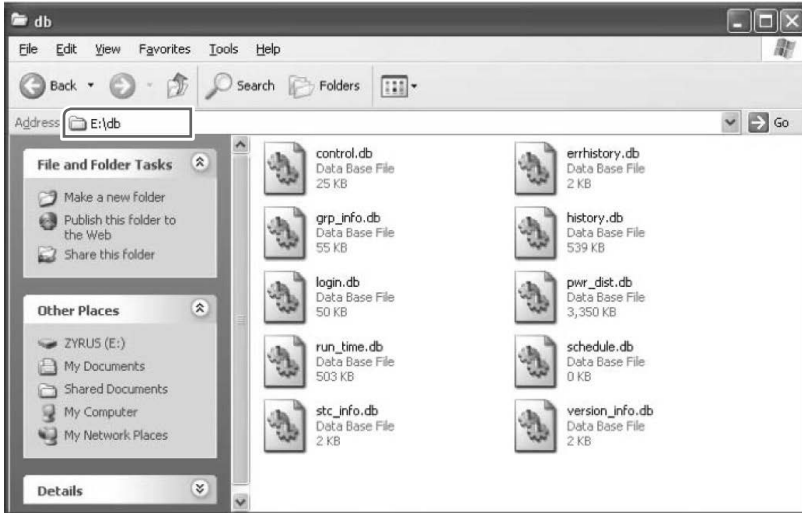 db
File Edit View Favorites Tools Help
Back Search Folders
Address E:\db Go
File and Folder Tasks
Make a new folder
Publish this folder to
the Web
Share this folder
Other Places
ZYRUS (E:)
My Documents
Shared Documents
My Computer
My Network Places
Details
control.db
Data Base File
25 KB
errhistory.db
Data Base File
2 KB
grp_info.db
Data Base File
55 KB
history.db
Data Base File
539 KB
login.db
Data Base File
50 KB
pwr_dist.db
Data Base File
3,350 KB
run_time.db
Data Base File
503 KB
schedule.db
Data Base File
0 KB
stc_info.db
Data Base File
2 KB
version_info.db
Data Base File
2 KB